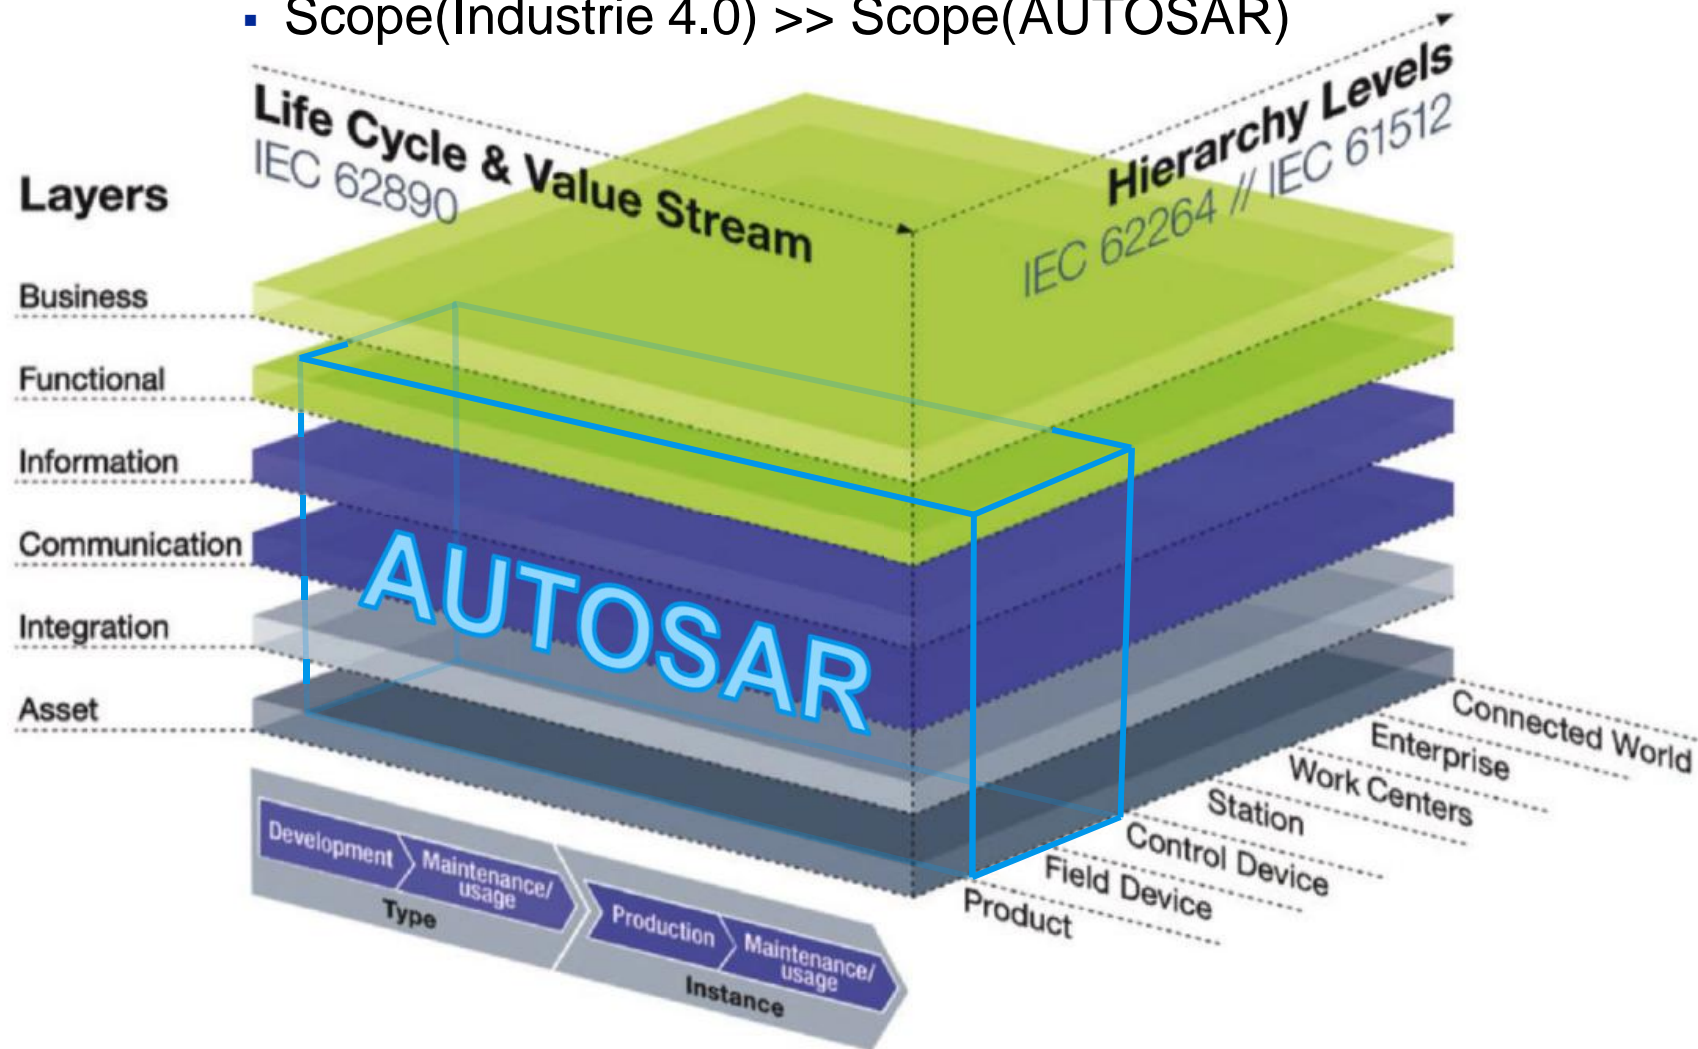 ▪ Scope(Industrie 4.0) >> Scope(AUTOSAR)
Life Cycle & Value Stream
IEC 62890
Hierarchy Levels
IEC 62264 // IEC 61512
Layers
Business
Functional
Information
Communication
Integration
Asset
AUTOSAR
Connected World
Enterprise
Work Centers
Station
Control Device
Field Device
Product
Development
Maintenance/
usage
Type
Production
Maintenance/
usage
Instance